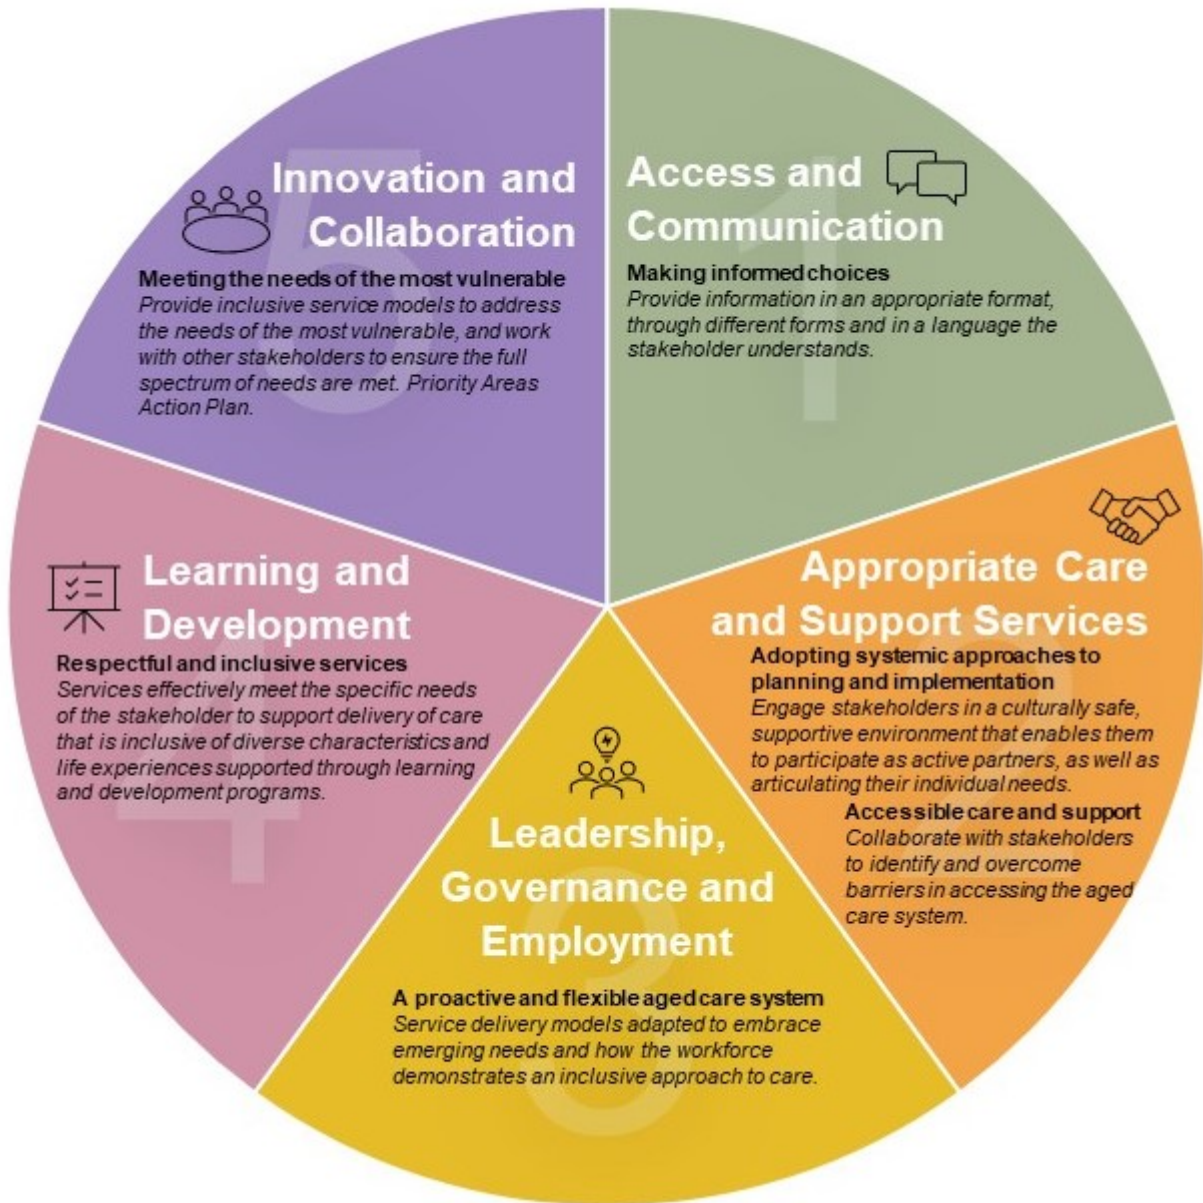 1
Access and
Communication
Making informed choices
Provide information in an appropriate format,
through different forms and in a language the
stakeholder understands.
2
Appropriate Care
and Support Services
Adopting systemic approaches to
planning and implementation
Engage stakeholders in a culturally safe,
supportive environment that enables them
to participate as active partners, as well as
articulating their individual needs.
Accessible care and support
Collaborate with stakeholders
to identify and overcome
barriers in accessing the aged
care system.
3
Leadership,
Governance and
Employment
A proactive and flexible aged care system
Service delivery models adapted to embrace
emerging needs and how the workforce
demonstrates an inclusive approach to care.
4
Learning and
Development
Respectful and inclusive services
Services effectively meet the specific needs
of the stakeholder to support delivery of care
that is inclusive of diverse characteristics and
life experiences supported through learning
and development programs.
5
Innovation and
Collaboration
Meeting the needs of the most vulnerable
Provide inclusive service models to address
the needs of the most vulnerable, and work
with other stakeholders to ensure the full
spectrum of needs are met. Priority Areas
Action Plan.